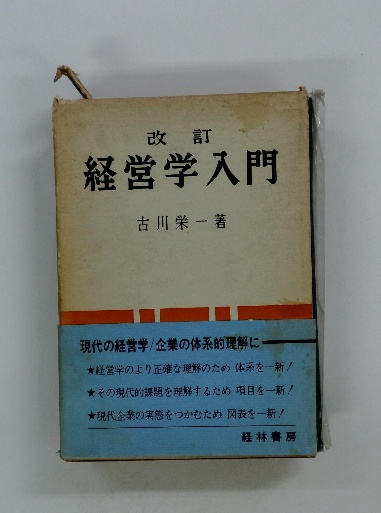 改訂
経営学入門
古川栄一著
現代の経営学/企業の体系的理解に
★経営学のより正確な理解のため 体系を一新!
★その現代的課題を理解するため 項目を一新!
★現代企業の実態をつかむため 図表を一新!
経林書房